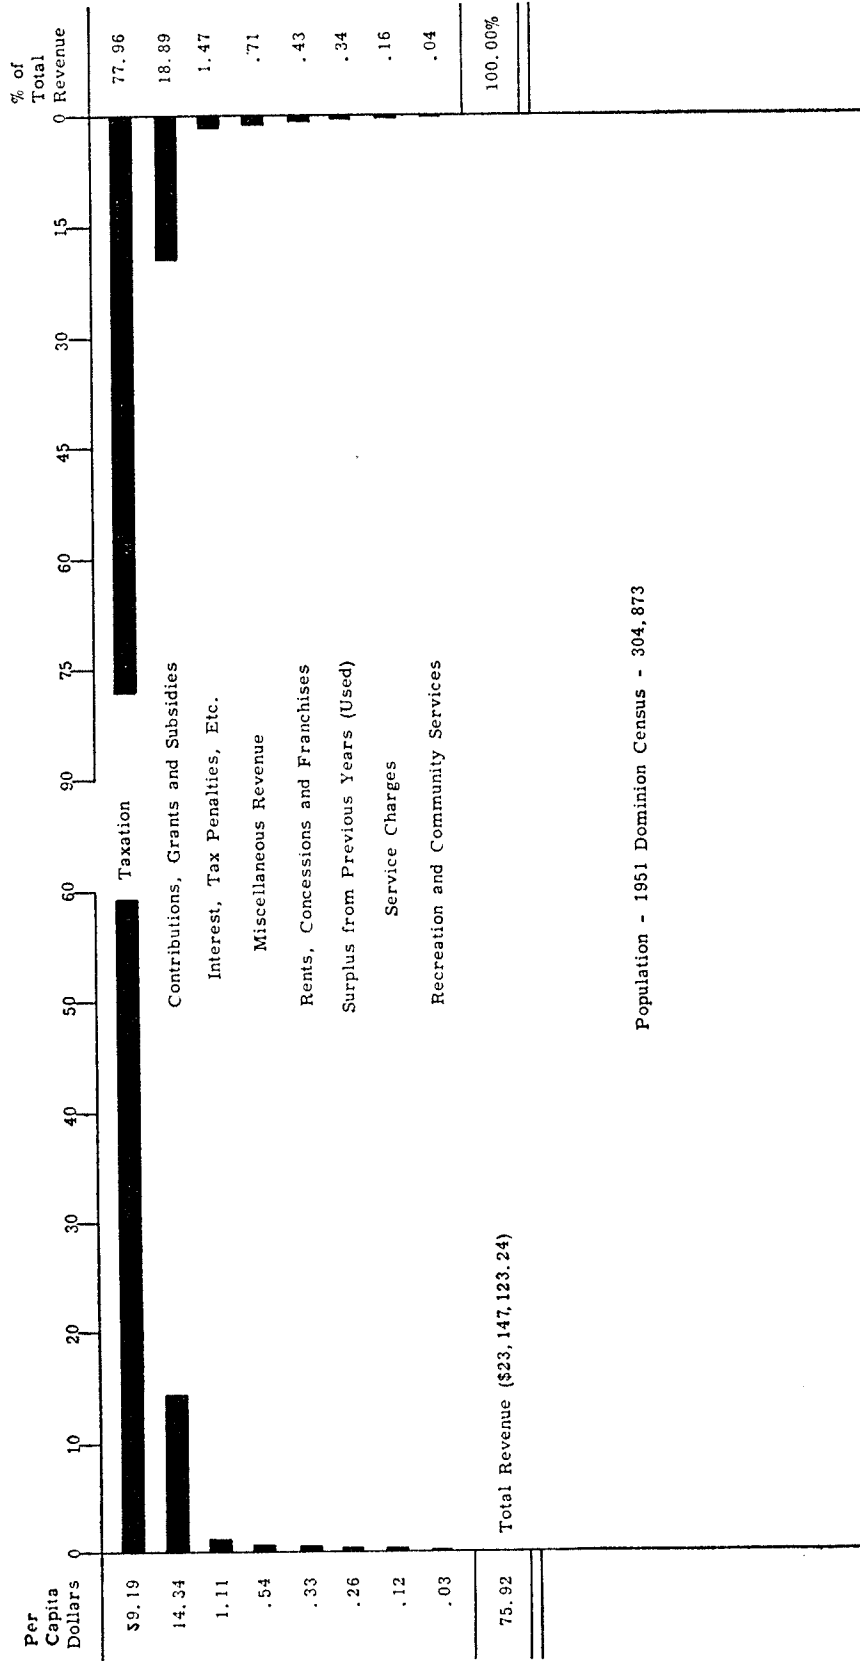 Per
Capita
Dollars
0 10 20 30 40 50 60
90 75 60 45 30 15 0
% of
Total
Revenue
59.19 Taxation 77.96
14.34 Contributions, Grants and Subsidies 18.89
1.11 Interest, Tax Penalties, Etc. 1.47
.54 Miscellaneous Revenue .71
.33 Rents, Concessions and Franchises .43
.26 Surplus from Previous Years (Used) .34
.12 Service Charges .16
.03 Recreation and Community Services .04
75.92 Total Revenue ($23,147,123.24) 100.00%
Population - 1951 Dominion Census - 304,873